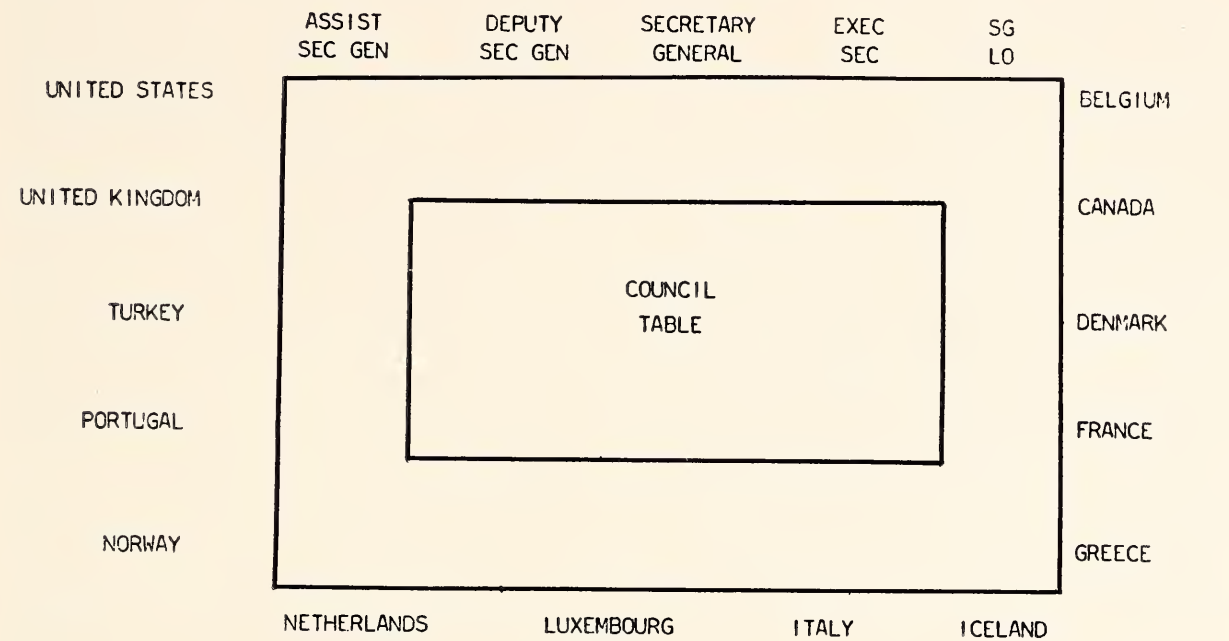 ASSIST DEPUTY SECRETARY EXEC SG
SEC GEN SEC GEN GENERAL SEC LO
UNITED STATES BELGIUM
UNITED KINGDOM CANADA
COUNCIL
TABLE
TURKEY DENMARK
PORTUGAL FRANCE
NORWAY GREECE
NETHERLANDS LUXEMBOURG ITALY ICELAND